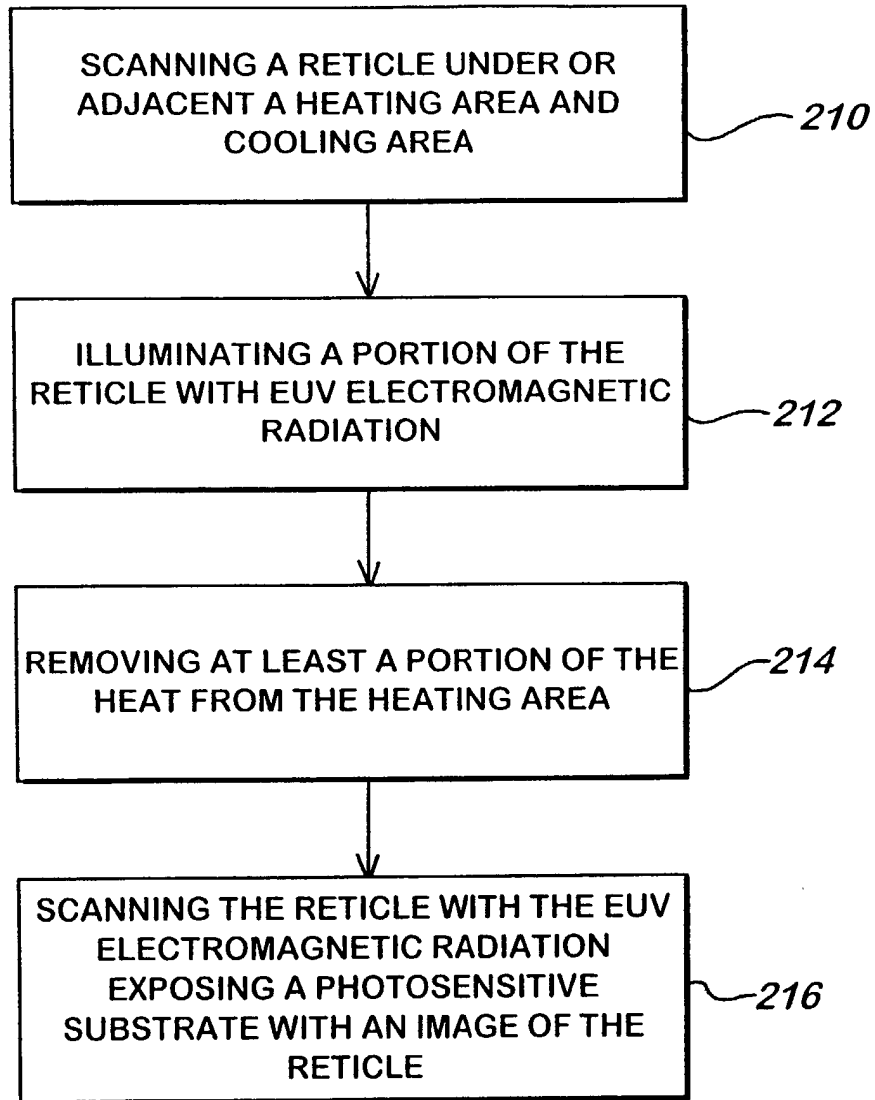 SCANNING A RETICLE UNDER OR
ADJACENT A HEATING AREA AND
COOLING AREA
210
ILLUMINATING A PORTION OF THE
RETICLE WITH EUV ELECTROMAGNETIC
RADIATION
212
REMOVING AT LEAST A PORTION OF THE
HEAT FROM THE HEATING AREA
214
SCANNING THE RETICLE WITH THE EUV
ELECTROMAGNETIC RADIATION
EXPOSING A PHOTOSENSITIVE
SUBSTRATE WITH AN IMAGE OF THE
RETICLE
216